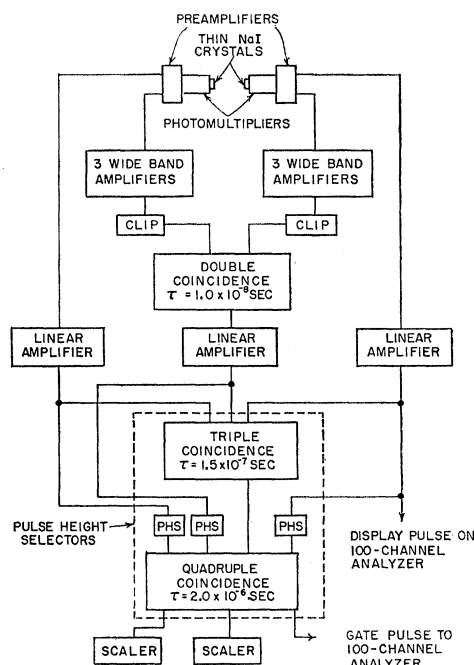 PREAMPLIFIERS
THIN NaI
CRYSTALS
PHOTOMULTIPLIERS
3 WIDE BAND
AMPLIFIERS
3 WIDE BAND
AMPLIFIERS
CLIP
CLIP
DOUBLE
COINCIDENCE
τ = 1.0 x 10⁻⁸ SEC
LINEAR
AMPLIFIER
LINEAR
AMPLIFIER
LINEAR
AMPLIFIER
TRIPLE
COINCIDENCE
τ = 1.5x10⁻⁷ SEC
PULSE HEIGHT
SELECTORS
PHS
PHS
PHS
DISPLAY PULSE ON
100-CHANNEL
ANALYZER
QUADRUPLE
COINCIDENCE
τ = 2.0 x 10⁻⁶ SEC
SCALER
SCALER
GATE PULSE TO
100-CHANNEL
ANALYZER